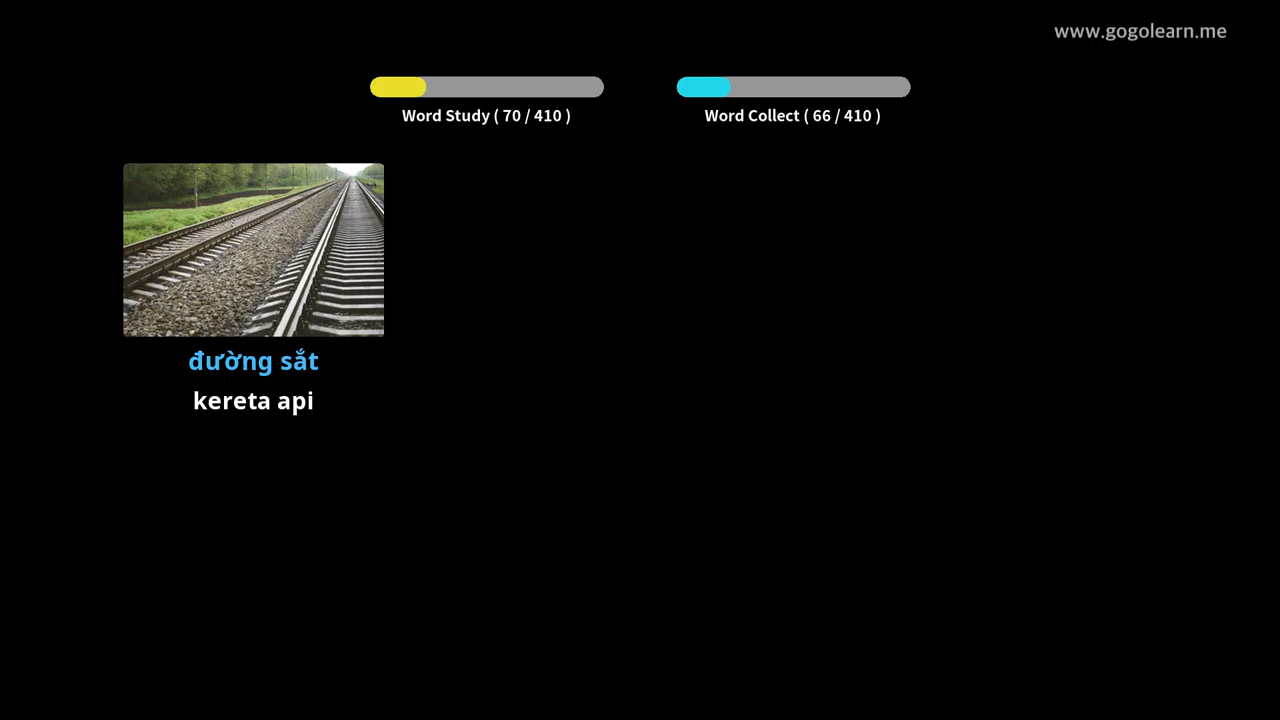 www.gogolearn.me
Word Study ( 70 / 410 )
Word Collect ( 66 / 410 )
đường sắt
kereta api